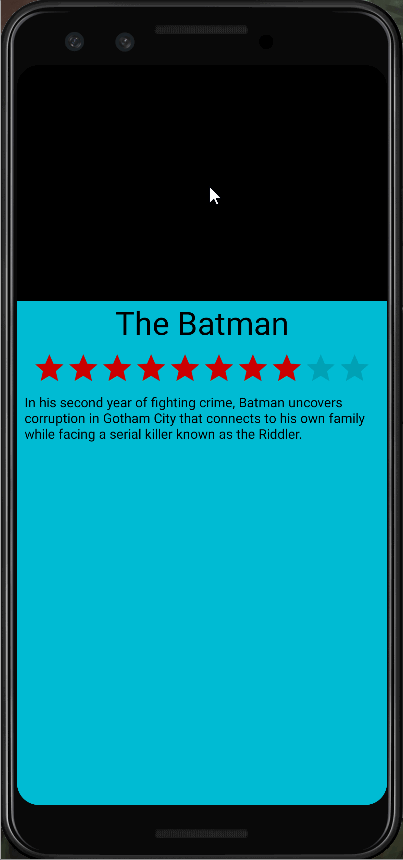 The Batman
In his second year of fighting crime, Batman uncovers
corruption in Gotham City that connects to his own family
while facing a serial killer known as the Riddler.